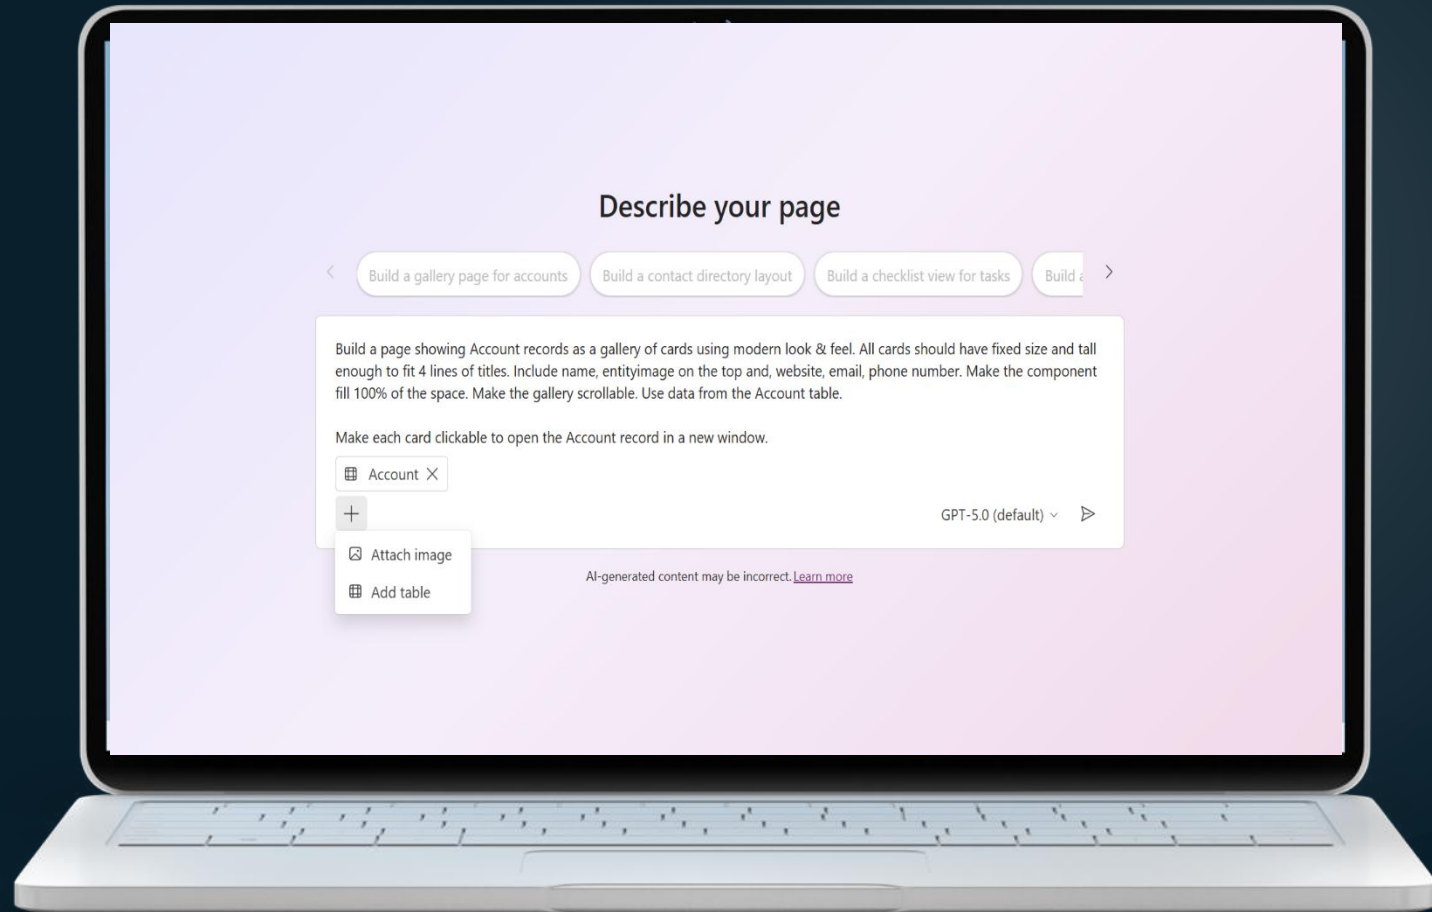 Describe your page
Build a gallery page for accounts
Build a contact directory layout
Build a checklist view for tasks
Build
Build a page showing Account records as a gallery of cards using modern look & feel. All cards should have fixed size and tall
enough to fit 4 lines of titles. Include name, entityimage on the top and, website, email, phone number. Make the component
fill 100% of the space. Make the gallery scrollable. Use data from the Account table.
Make each card clickable to open the Account record in a new window.
Account
GPT-5.0 (default)
Attach image
Add table
AI-generated content may be incorrect. Learn more